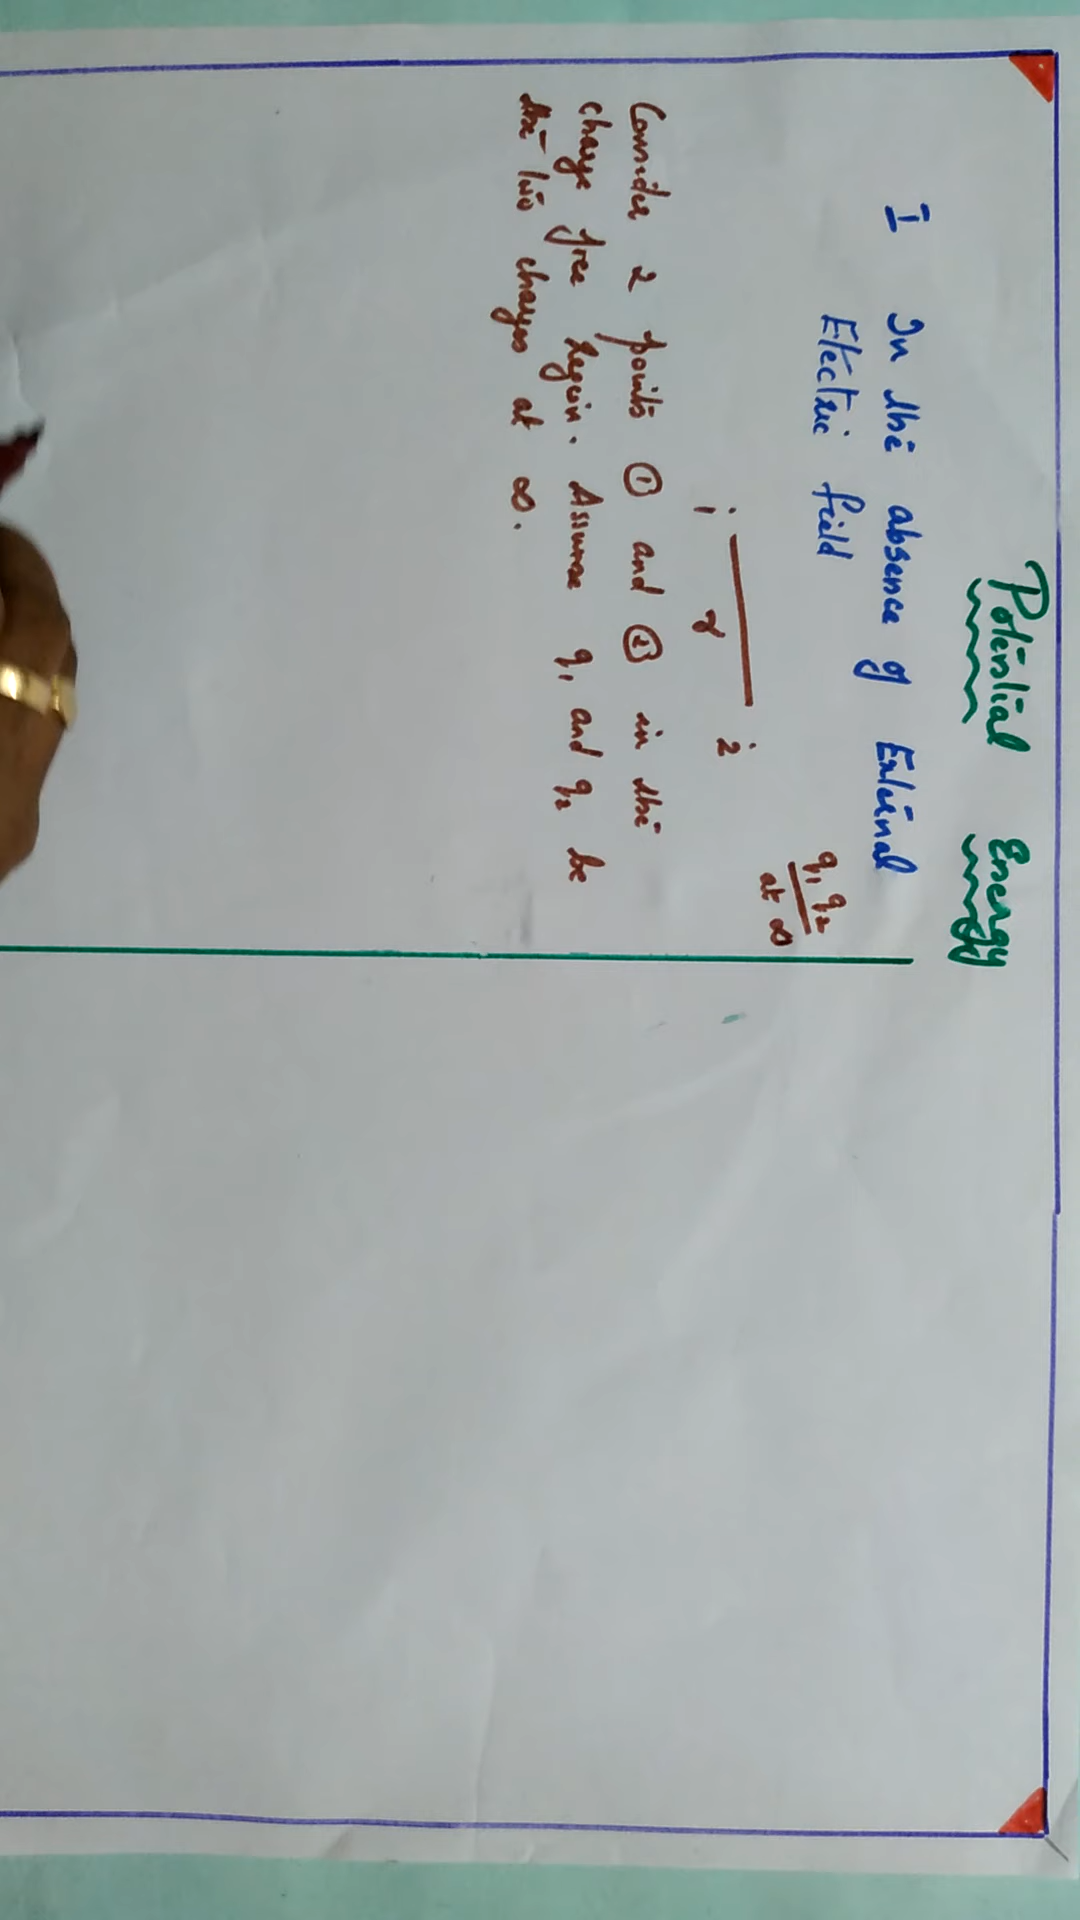 Potential Energy
I In the absence of External
Electric field
q₁ q₂
at ∞
1 2
r
Consider 2 points ① and ② in the
charge free region. Assume q₁ and q₂ be
the two charges at ∞.